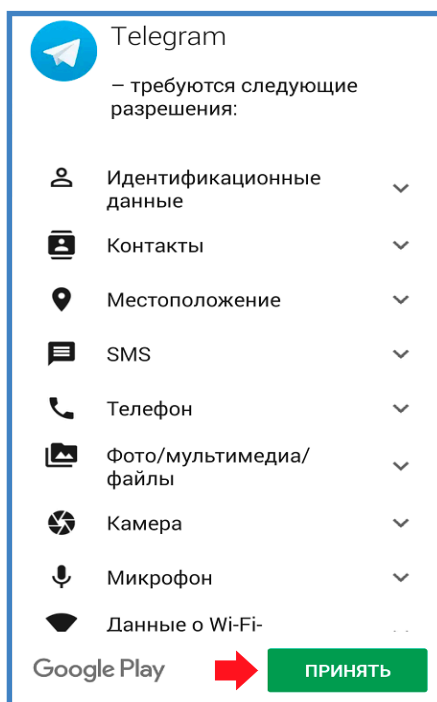 Telegram
– требуются следующие
разрешения:
Идентификационные
данные
Контакты
Местоположение
SMS
Телефон
Фото/мультимедиа/
файлы
Камера
Микрофон
Данные о Wi-Fi-
Google Play
ПРИНЯТЬ